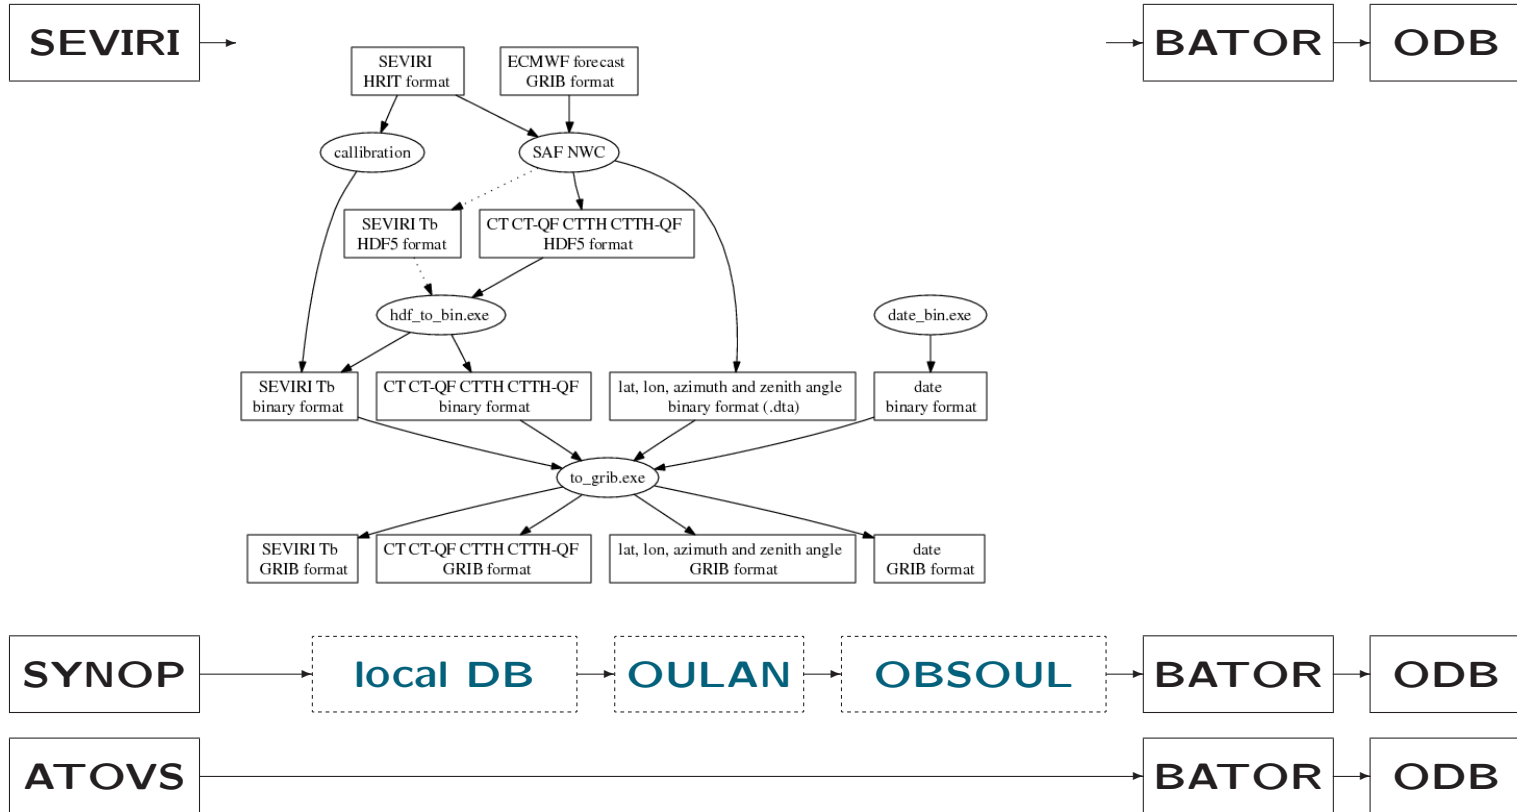 SEVIRI
BATOR
ODB
SEVIRI
HRIT format
ECMWF forecast
GRIB format
callibration
SAF NWC
SEVIRI Tb
HDF5 format
CT CT-QF CTTH CTTH-QF
HDF5 format
hdf_to_bin.exe
date_bin.exe
SEVIRI Tb
binary format
CT CT-QF CTTH CTTH-QF
binary format
lat, lon, azimuth and zenith angle
binary format (.dta)
date
binary format
to_grib.exe
SEVIRI Tb
GRIB format
CT CT-QF CTTH CTTH-QF
GRIB format
lat, lon, azimuth and zenith angle
GRIB format
date
GRIB format
SYNOP
local DB
OULAN
OBSOUL
BATOR
ODB
ATOVS
BATOR
ODB